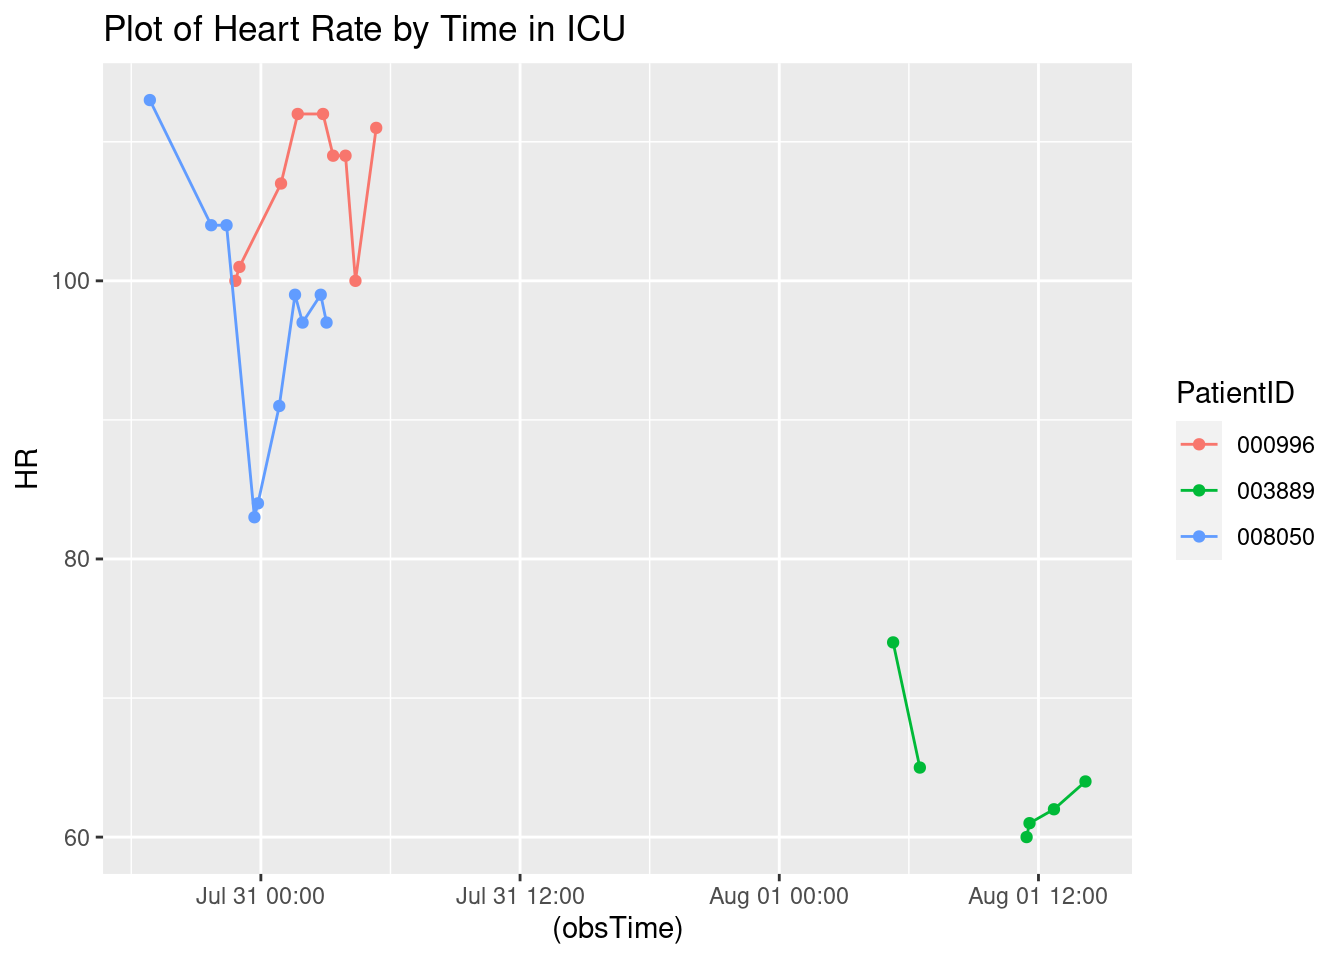 Plot of Heart Rate by Time in ICU
HR
100
80
60
Jul 31 00:00
Jul 31 12:00
Aug 01 00:00
Aug 01 12:00
(obsTime)
PatientID
000996
003889
008050